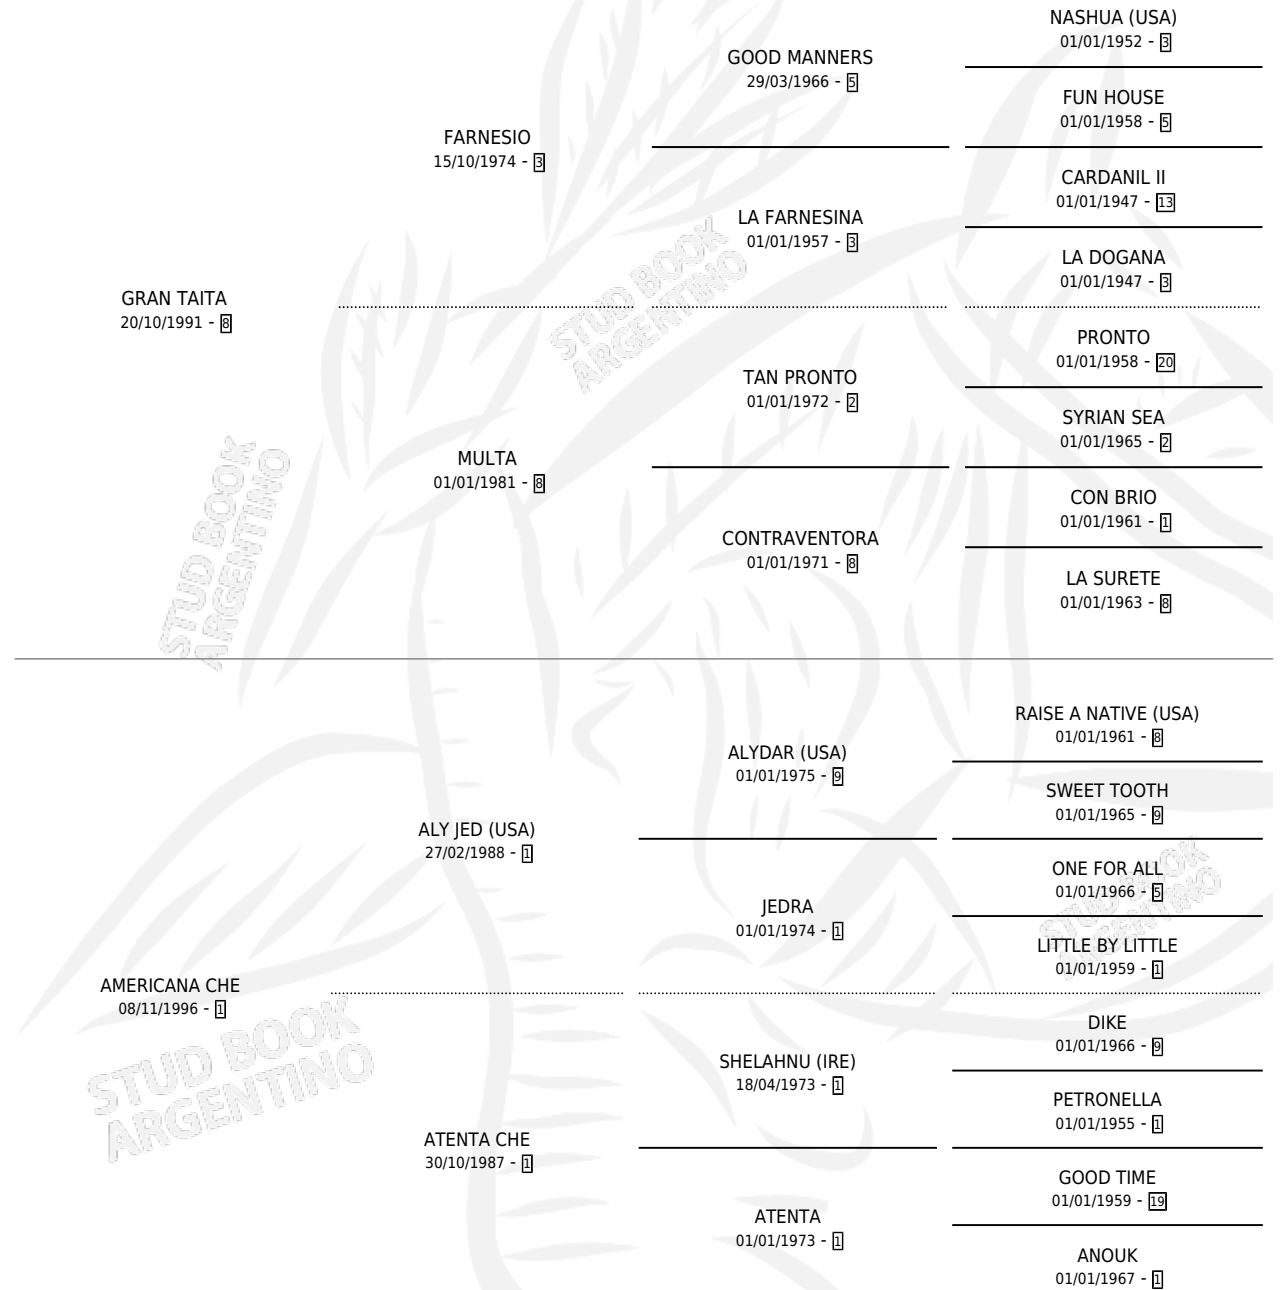 NASHUA (USA)
01/01/1952 - 3
GOOD MANNERS
29/03/1966 - 5
FUN HOUSE
01/01/1958 - 5
FARNESIO
15/10/1974 - 3
CARDANIL II
01/01/1947 - 13
LA FARNESINA
01/01/1957 - 3
LA DOGANA
01/01/1947 - 3
GRAN TAITA
20/10/1991 - 8
PRONTO
01/01/1958 - 20
TAN PRONTO
01/01/1972 - 2
SYRIAN SEA
01/01/1965 - 2
MULTA
01/01/1981 - 8
CON BRIO
01/01/1961 - 1
CONTRAVENTORA
01/01/1971 - 8
LA SURETE
01/01/1963 - 8
RAISE A NATIVE (USA)
01/01/1961 - 8
ALYDAR (USA)
01/01/1975 - 9
SWEET TOOTH
01/01/1965 - 9
ALY JED (USA)
27/02/1988 - 1
ONE FOR ALL
01/01/1966 - 5
JEDRA
01/01/1974 - 1
LITTLE BY LITTLE
01/01/1959 - 1
AMERICANA CHE
08/11/1996 - 1
DIKE
01/01/1966 - 9
SHELAHNU (IRE)
18/04/1973 - 1
PETRONELLA
01/01/1955 - 1
ATENTA CHE
30/10/1987 - 1
GOOD TIME
01/01/1959 - 19
ATENTA
01/01/1973 - 1
ANOUK
01/01/1967 - 1
STUD BOOK
ARGENTINO
STUD BOOK
ARGENTINO
STUD BOOK
ARGENTINO
STUD BOOK
ARGENTINO